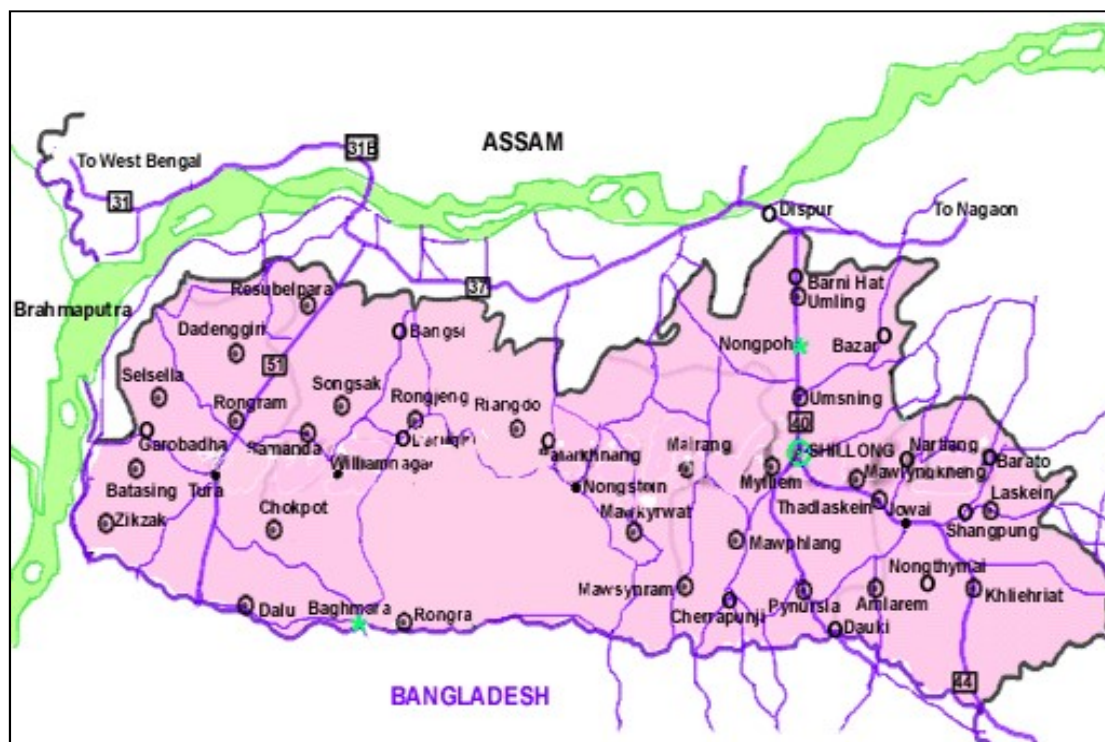 ASSAM
31B
To West Bengal
31
Dispur
To Nagaon
37
Brahmaputra
Resubelpara
Barni Hat
Umling
Dadenggiri
Bangsi
Nongpoh
Bazar
51
Selsella
Songsak
Rongjeng
Riangdo
Umsning
Rongram
40
Garobadha
Samanda
Mairang
SHILLONG
Nartiang
Barato
Batasing
Tura
Williamnagar
Nongstoin
Mylliem
Mawryngkneng
Thadlaskein
Jowai
Laskein
Shangpung
Zikzak
Chokpot
Mawkyrwat
Mawphlang
Nongthymai
Mawsynram
Cherrapunji
Pynursla
Amlarem
Khliehriat
Dalu
Baghmara
Rongra
Dauki
44
BANGLADESH